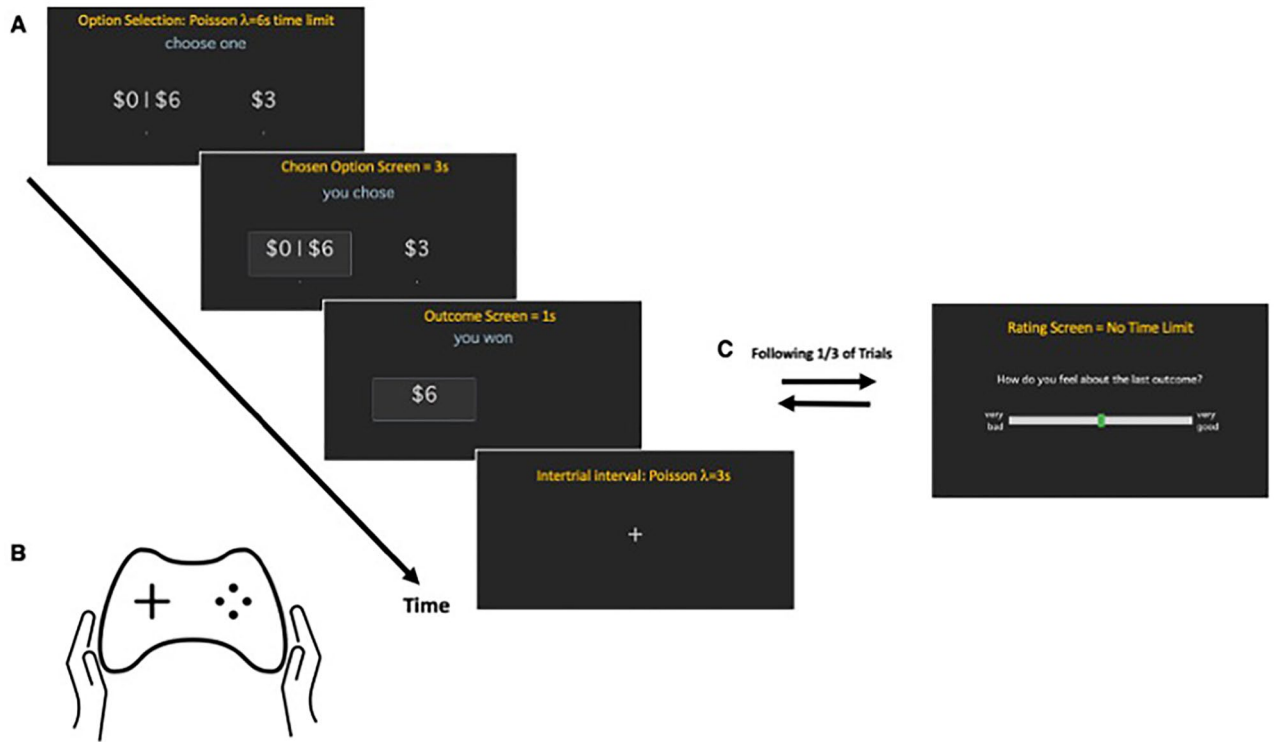 A
Option Selection: Poisson λ=6s time limit
choose one
$0 | $6 $3
Chosen Option Screen = 3s
you chose
$0 | $6 $3
Outcome Screen = 1s
you won
$6
Intertrial interval: Poisson λ=3s
+
Time
B
C
Following 1/3 of Trials
Rating Screen = No Time Limit
How do you feel about the last outcome?
very bad
very good